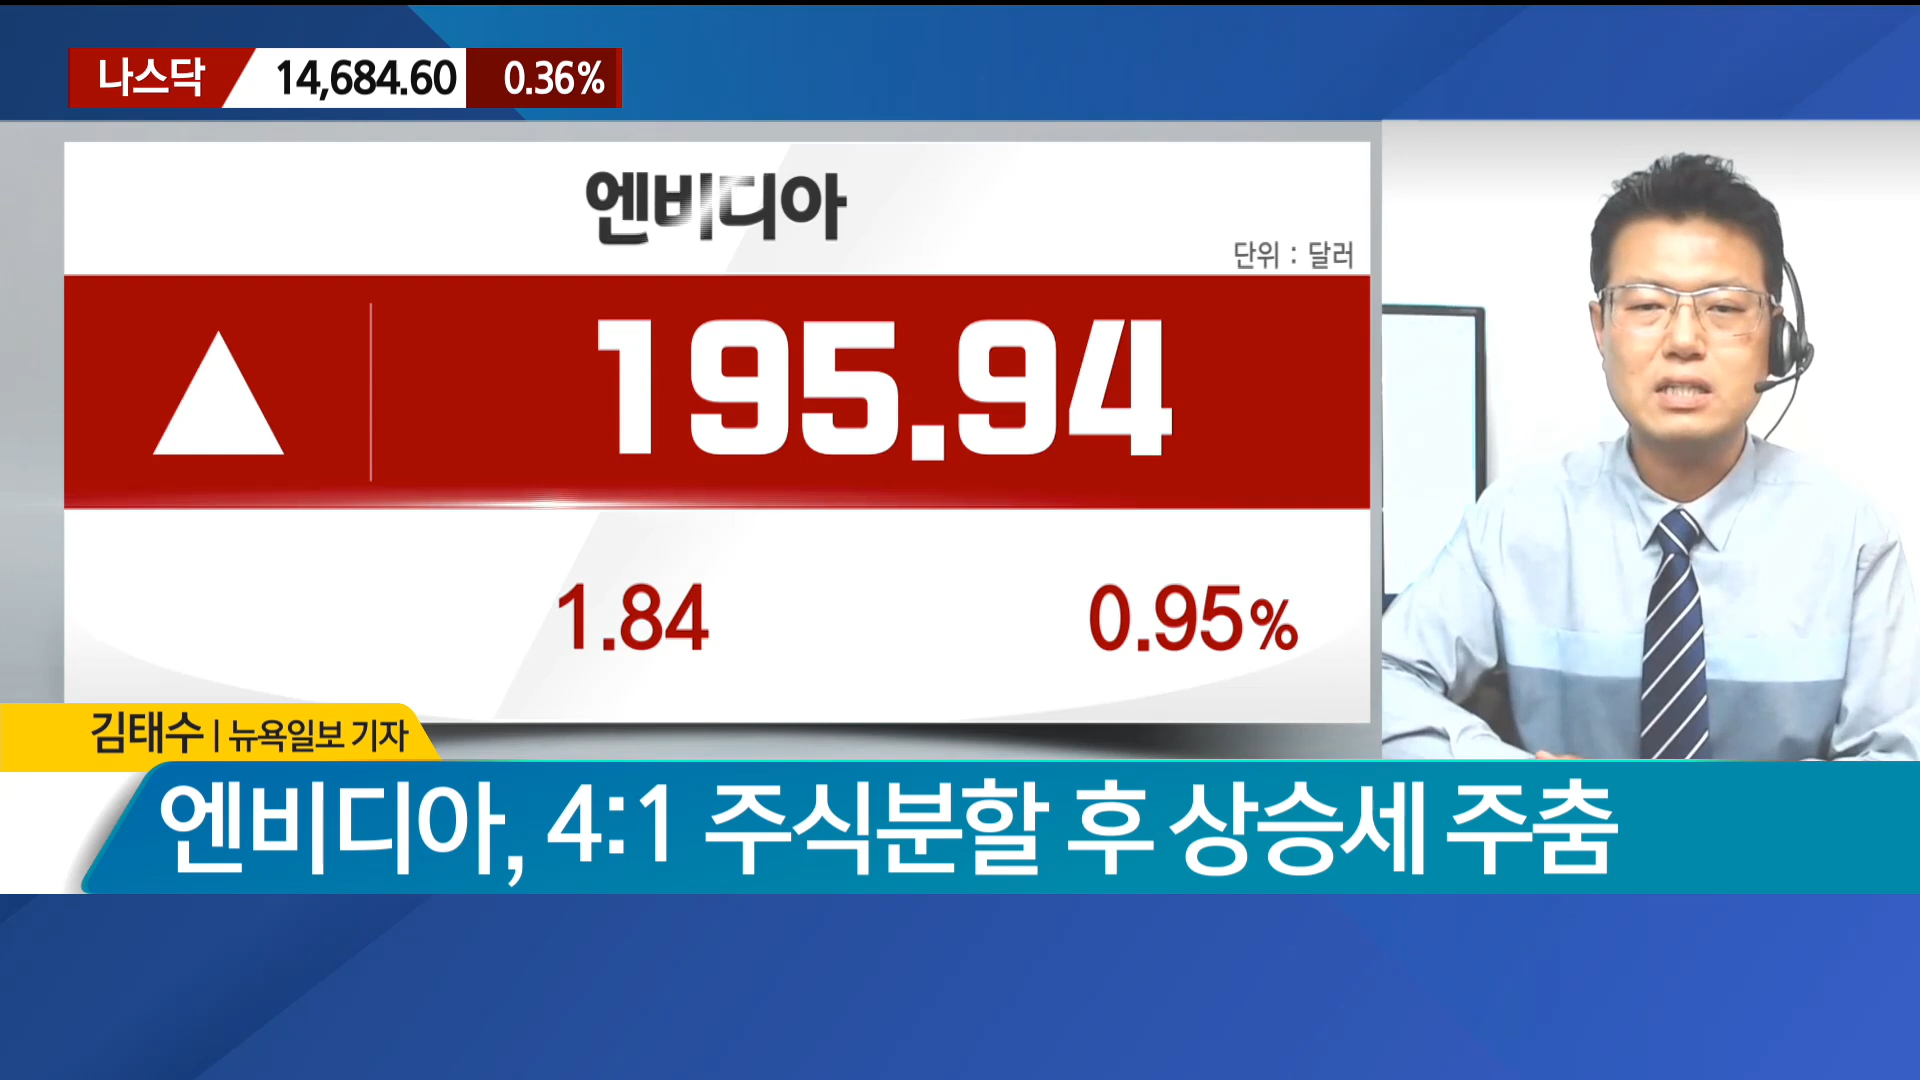 나스닥 14,684.60 0.36%
엔비디아
단위 : 달러
▲ 195.94
1.84 0.95%
김태수 | 뉴욕일보 기자
엔비디아, 4:1 주식분할 후 상승세 주춤